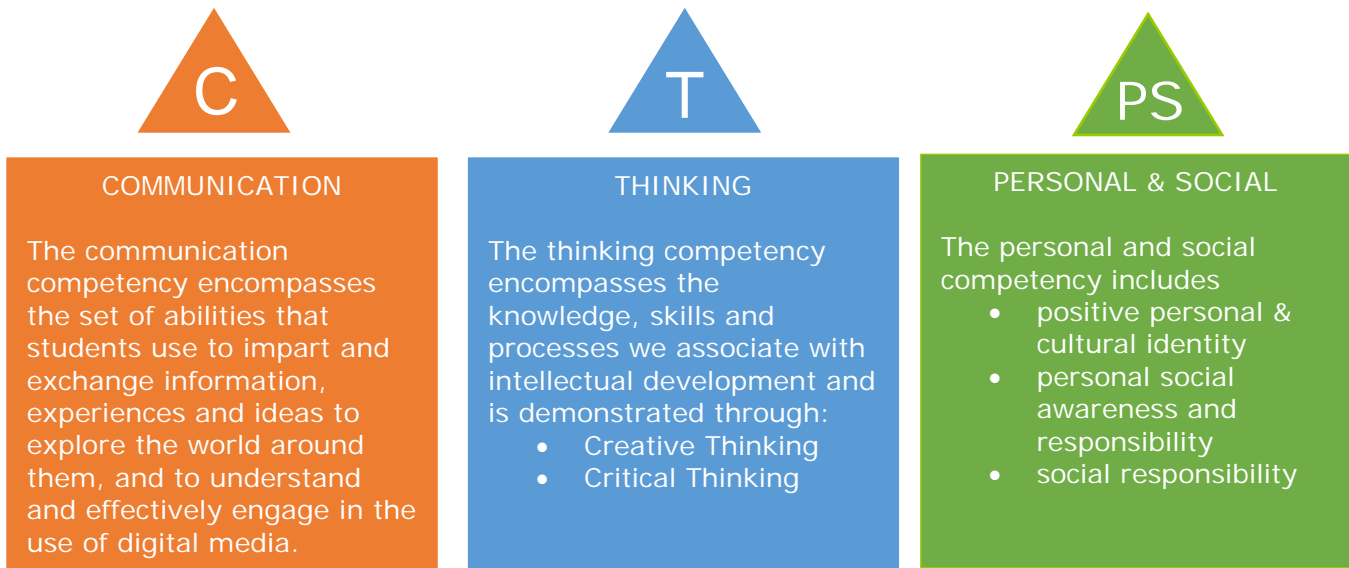 C
COMMUNICATION
The communication
competency encompasses
the set of abilities that
students use to impart and
exchange information,
experiences and ideas to
explore the world around
them, and to understand
and effectively engage in the
use of digital media.
T
THINKING
The thinking competency
encompasses the
knowledge, skills and
processes we associate with
intellectual development and
is demonstrated through:
• Creative Thinking
• Critical Thinking
PS
PERSONAL & SOCIAL
The personal and social
competency includes
• positive personal &
cultural identity
• personal social
awareness and
responsibility
• social responsibility